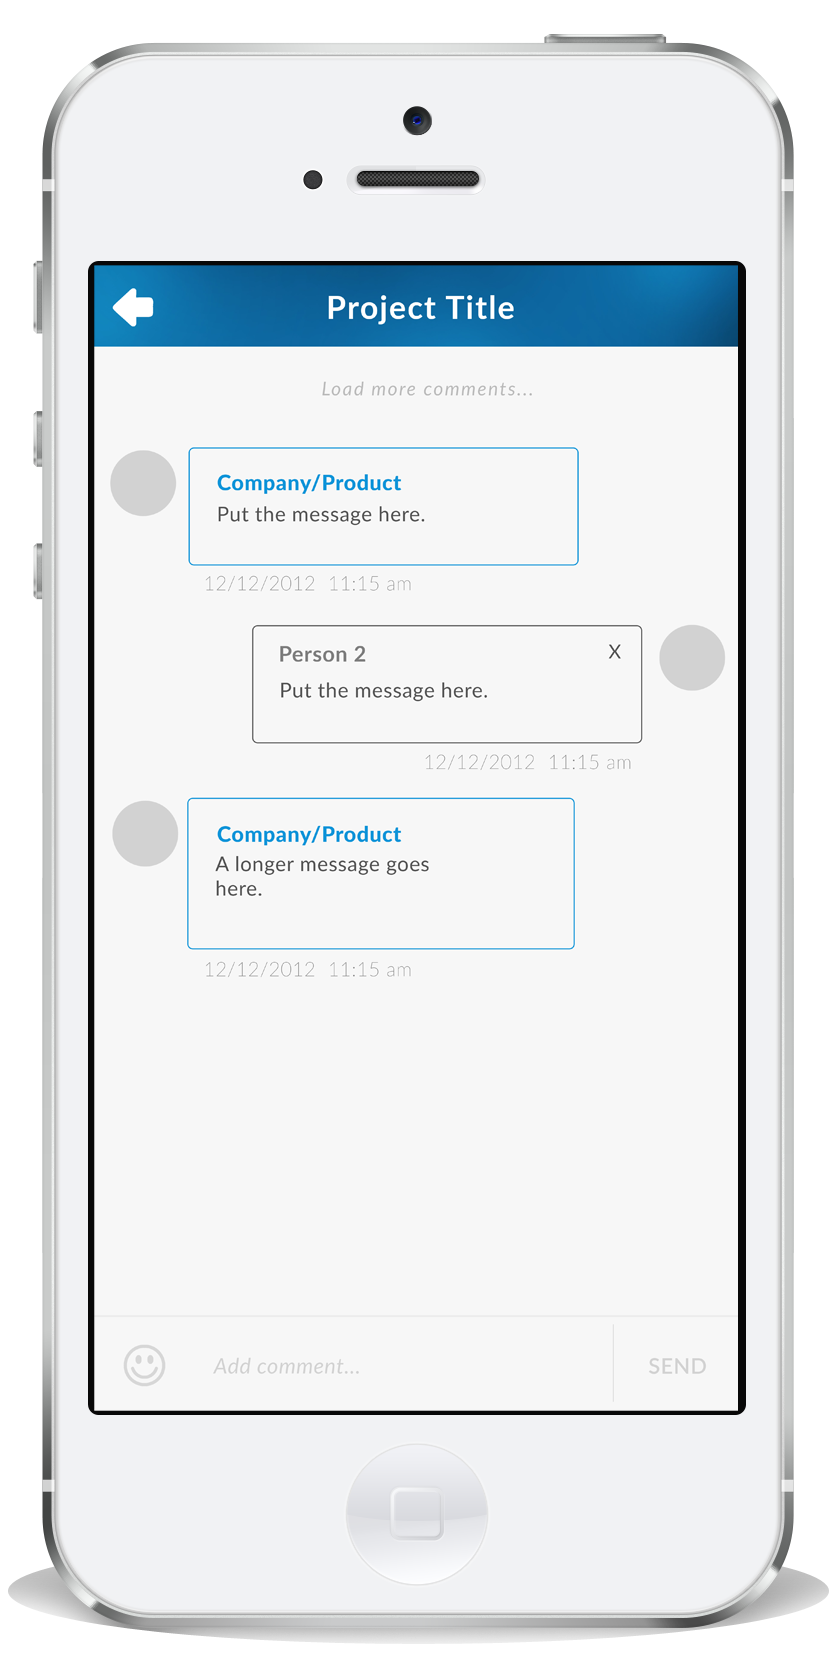 Project Title
Load more comments...
Company/Product
Put the message here.
12/12/2012 11:15 am
Person 2 X
Put the message here.
12/12/2012 11:15 am
Company/Product
A longer message goes
here.
12/12/2012 11:15 am
Add comment... SEND